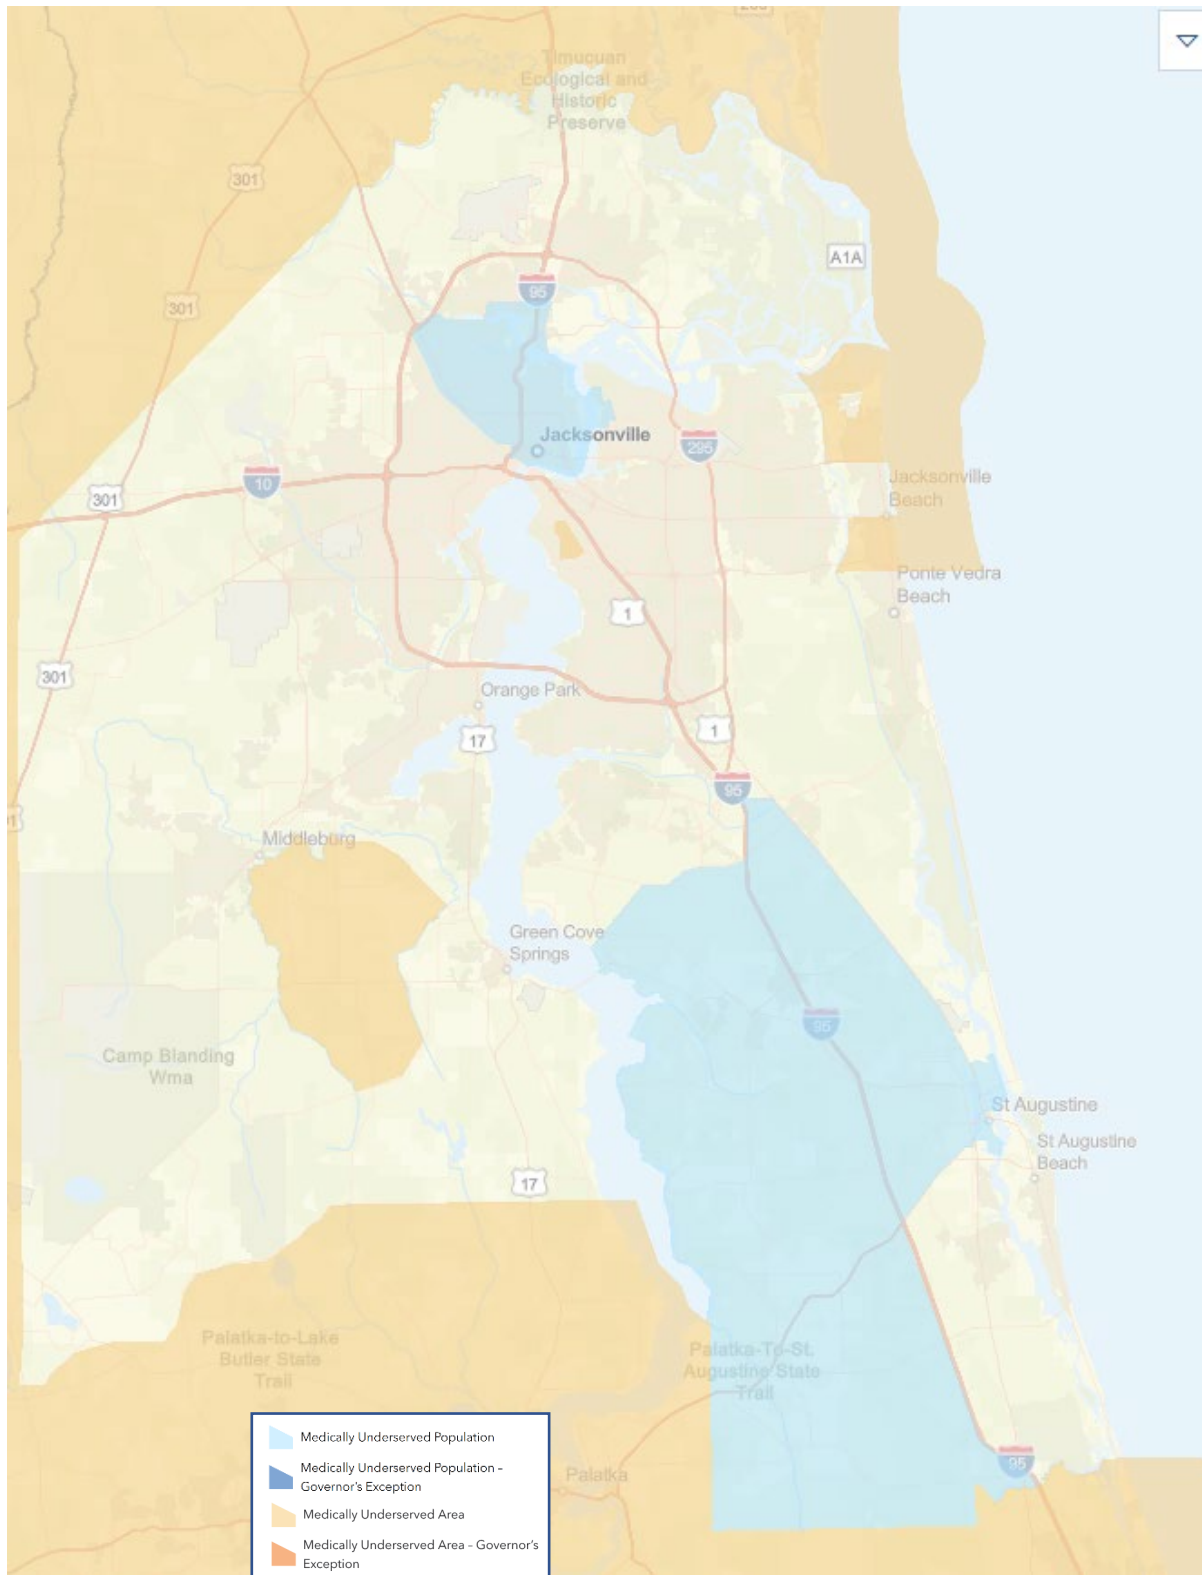 Timucuan
Ecological and
Historic
Preserve
301
A1A
95
301
Jacksonville
295
Jacksonville
Beach
10
301
Ponte Vedra
Beach
1
301
Orange Park
1
17
95
Middleburg
Green Cove
Springs
95
Camp Blanding
Wma
St Augustine
St Augustine
Beach
17
Palatka-to-Lake
Butler State
Trail
Palatka-To-St.
Augustine State
Trail
95
Palatka
Medically Underserved Population
Medically Underserved Population –
Governor's Exception
Medically Underserved Area
Medically Underserved Area – Governor's
Exception